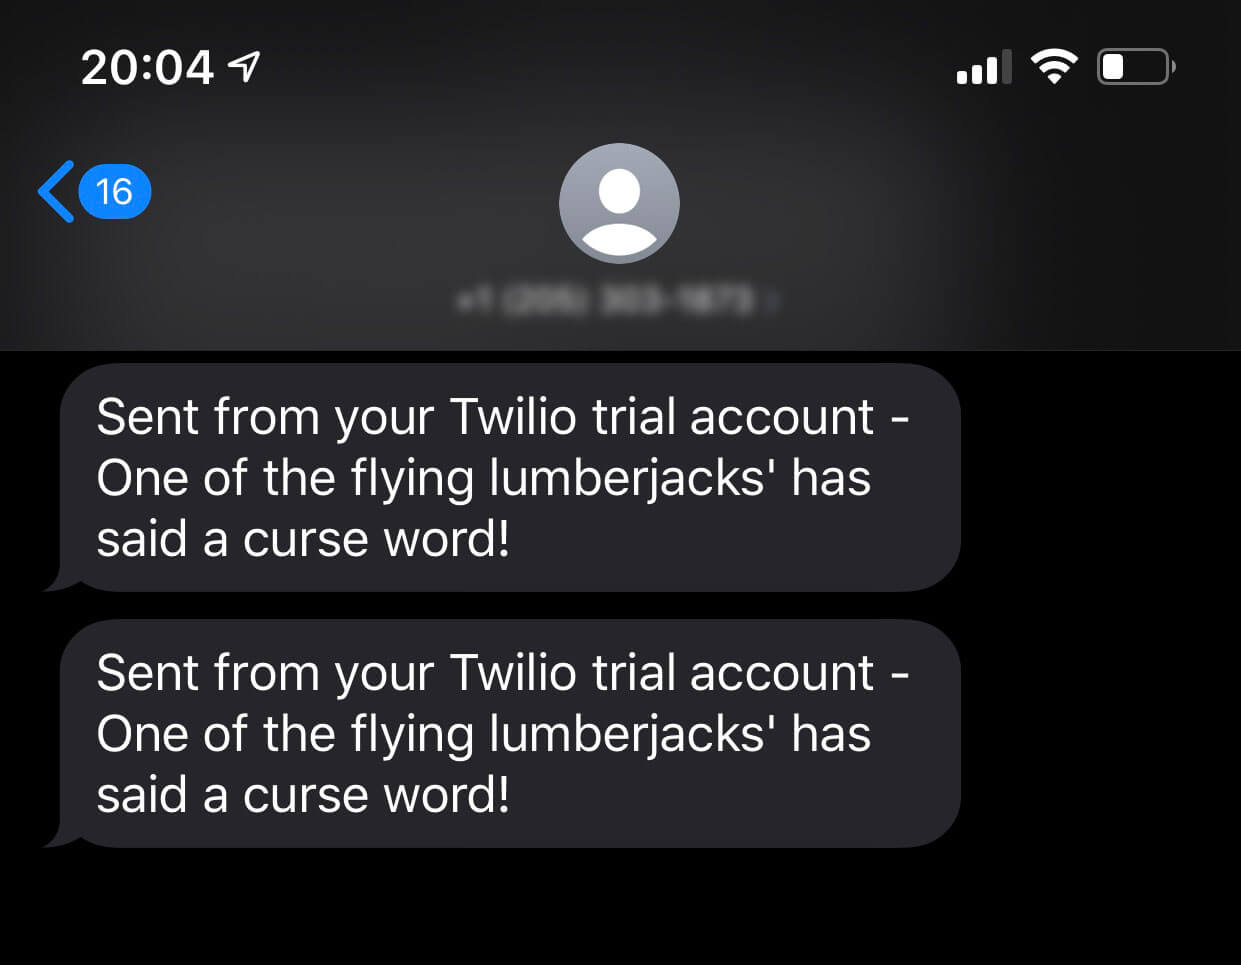 20:04
16
Sent from your Twilio trial account -
One of the flying lumberjacks' has
said a curse word!
Sent from your Twilio trial account -
One of the flying lumberjacks' has
said a curse word!